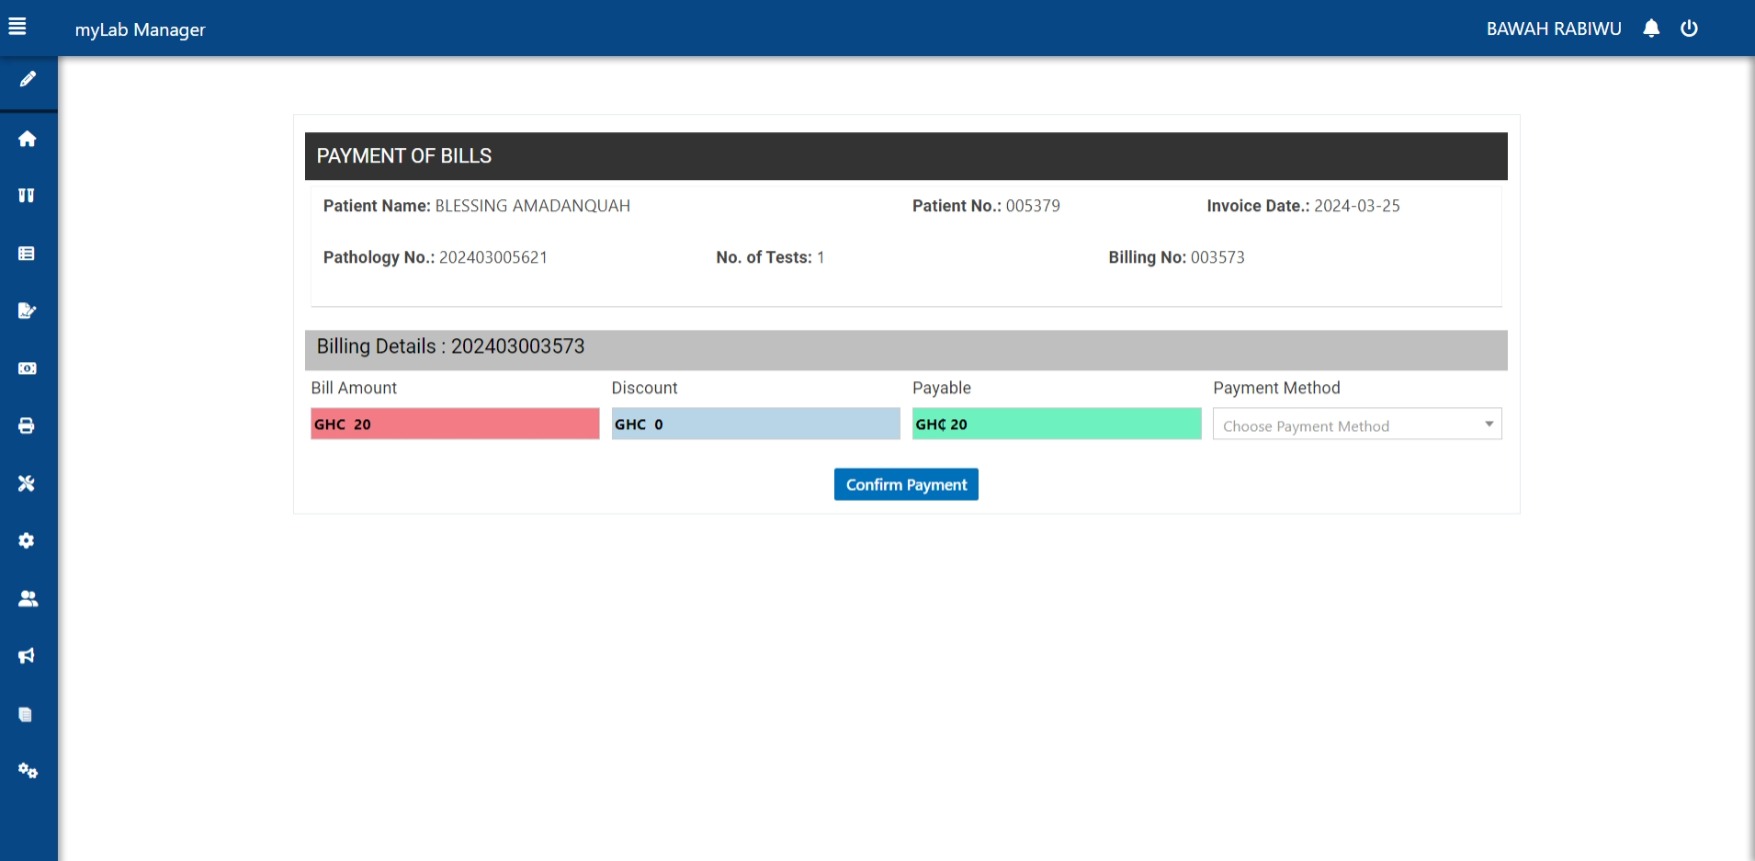 myLab Manager
BAWAH RABIWU
PAYMENT OF BILLS
Patient Name: BLESSING AMADANQUAH Patient No.: 005379 Invoice Date.: 2024-03-25
Pathology No.: 202403005621 No. of Tests: 1 Billing No: 003573
Billing Details : 202403003573
Bill Amount Discount Payable Payment Method
GHC 20 GHC 0 GH₵ 20 Choose Payment Method
Confirm Payment